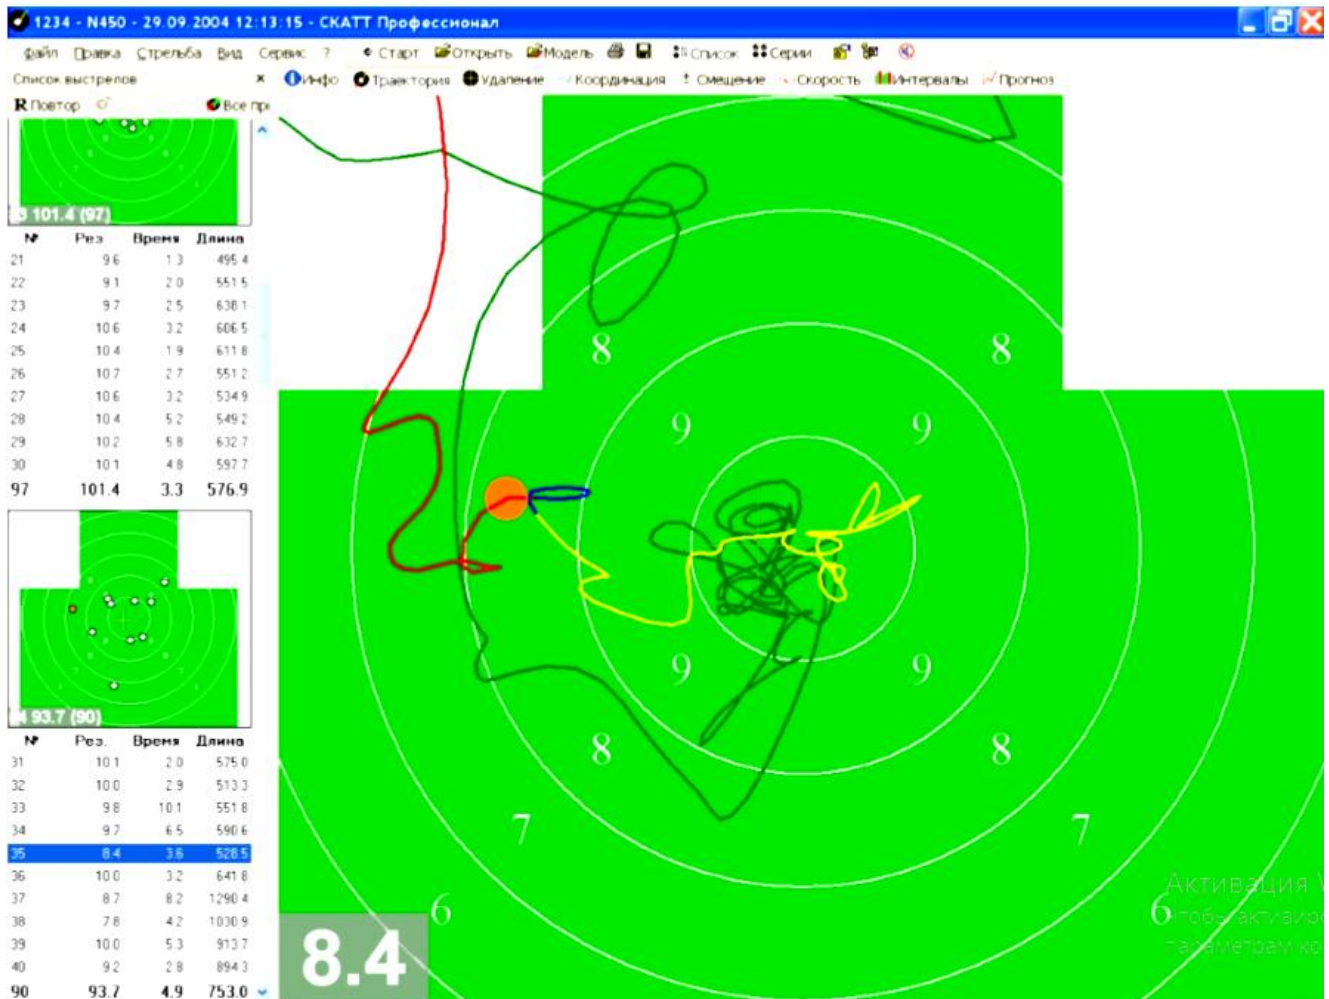 1234 - N450 - 29.09.2004 12:13:15 - СКАТТ Профессионал
Файл Правка Стрельба Вид Сервис ? Старт Открыть Модель Список Серии
Список выстрелов × Инфо Траектория Удаление Координация Смещение Скорость Интервалы Прогноз
R Повтор Все пр
101.4 (97)
№ Рез Время Длина
21 9.6 1.3 495.4
22 9.1 2.0 551.5
23 9.7 2.5 638.1
24 10.6 3.2 606.5
25 10.4 1.9 611.8
26 10.7 2.7 551.2
27 10.6 3.2 534.9
28 10.4 5.2 549.2
29 10.2 5.8 632.7
30 10.1 4.8 597.7
97 101.4 3.3 576.9
93.7 (90)
№ Рез. Время Длина
31 10.1 2.0 575.0
32 10.0 2.9 513.3
33 9.8 10.1 551.8
34 9.7 6.5 590.6
35 8.4 3.6 528.5
36 10.0 3.2 641.8
37 8.7 8.2 1290.4
38 7.8 4.2 1030.9
39 10.0 5.3 913.7
40 9.2 2.8 894.3
90 93.7 4.9 753.0
8 8
9 9
9 9
8 8
7 7
6 6
8.4
Активация
Чтобы активиро
параметрам ко